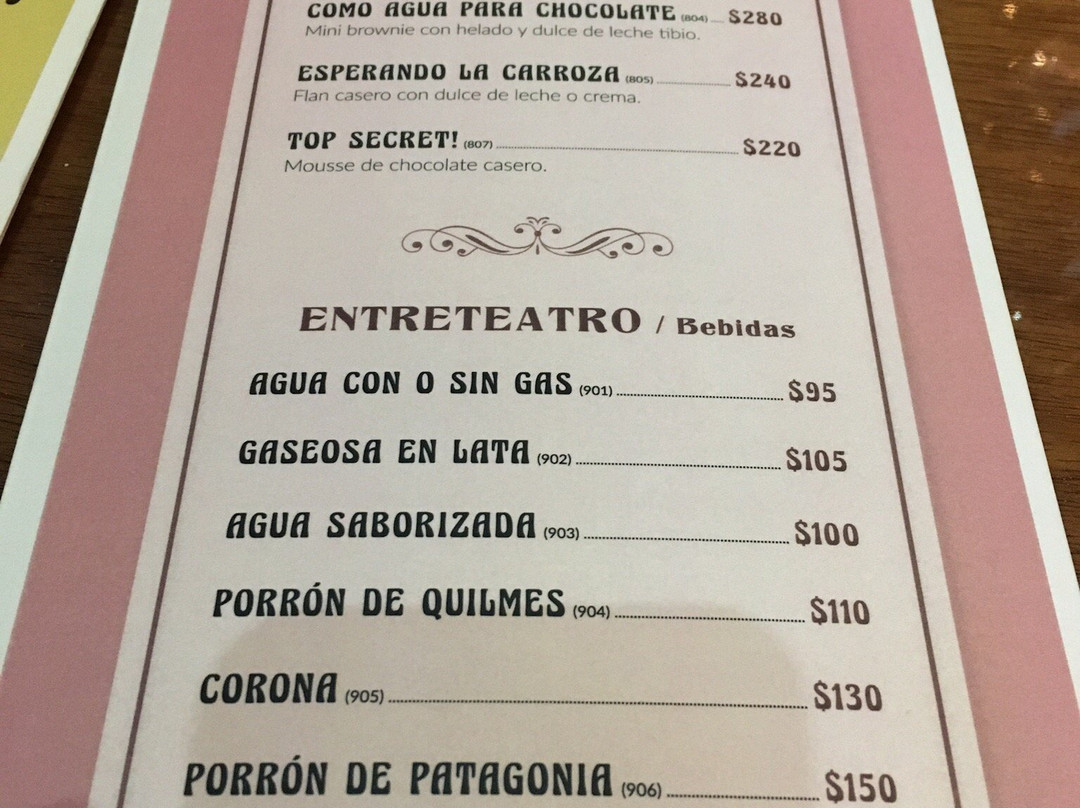 COMO AGUA PARA CHOCOLATE (804) $280
Mini brownie con helado y dulce de leche tibio.
ESPERANDO LA CARROZA (805) $240
Flan casero con dulce de leche o crema.
TOP SECRET! (807) $220
Mousse de chocolate casero.
ENTRETEATRO / Bebidas
AGUA CON O SIN GAS (901) $95
GASEOSA EN LATA (902) $105
AGUA SABORIZADA (903) $100
PORRÓN DE QUILMES (904) $110
CORONA (905) $130
PORRÓN DE PATAGONIA (906) $150